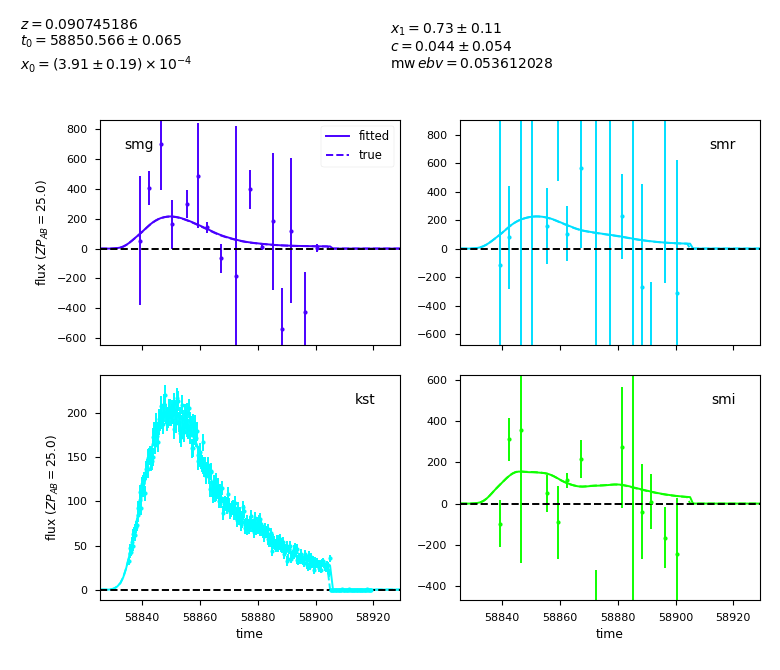 z = 0.090745186
t₀ = 58850.566 ± 0.065
x₀ = (3.91 ± 0.19) × 10⁻⁴
x₁ = 0.73 ± 0.11
c = 0.044 ± 0.054
mw ebv = 0.053612028
smg
fitted
true
800
600
400
200
0
−200
−400
−600
flux (ZP_AB = 25.0)
smr
800
600
400
200
0
−200
−400
−600
kst
200
150
100
50
0
flux (ZP_AB = 25.0)
58840 58860 58880 58900 58920
time
smi
600
400
200
0
−200
−400
58840 58860 58880 58900 58920
time